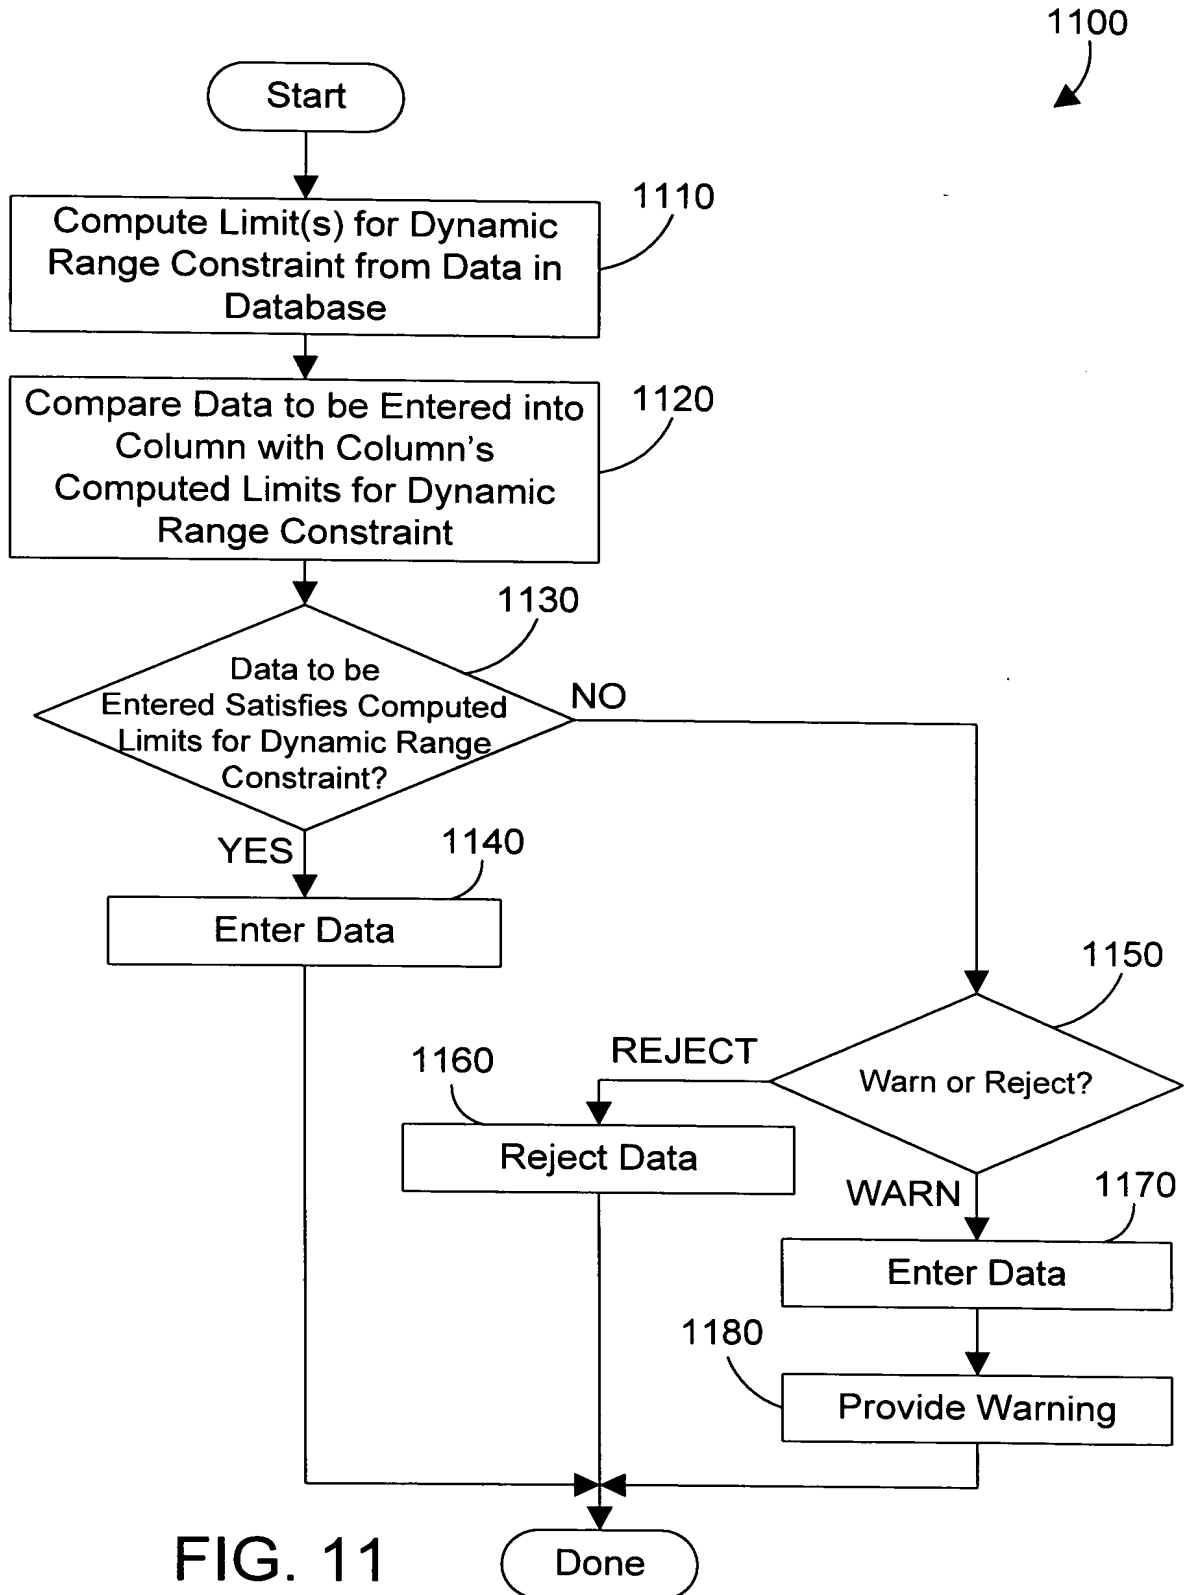 1100
Start
1110
Compute Limit(s) for Dynamic
Range Constraint from Data in
Database
1120
Compare Data to be Entered into
Column with Column's
Computed Limits for Dynamic
Range Constraint
1130
Data to be
Entered Satisfies Computed
Limits for Dynamic Range
Constraint?
NO
YES
1140
Enter Data
1150
Warn or Reject?
REJECT
1160
Reject Data
WARN
1170
Enter Data
1180
Provide Warning
Done
FIG. 11